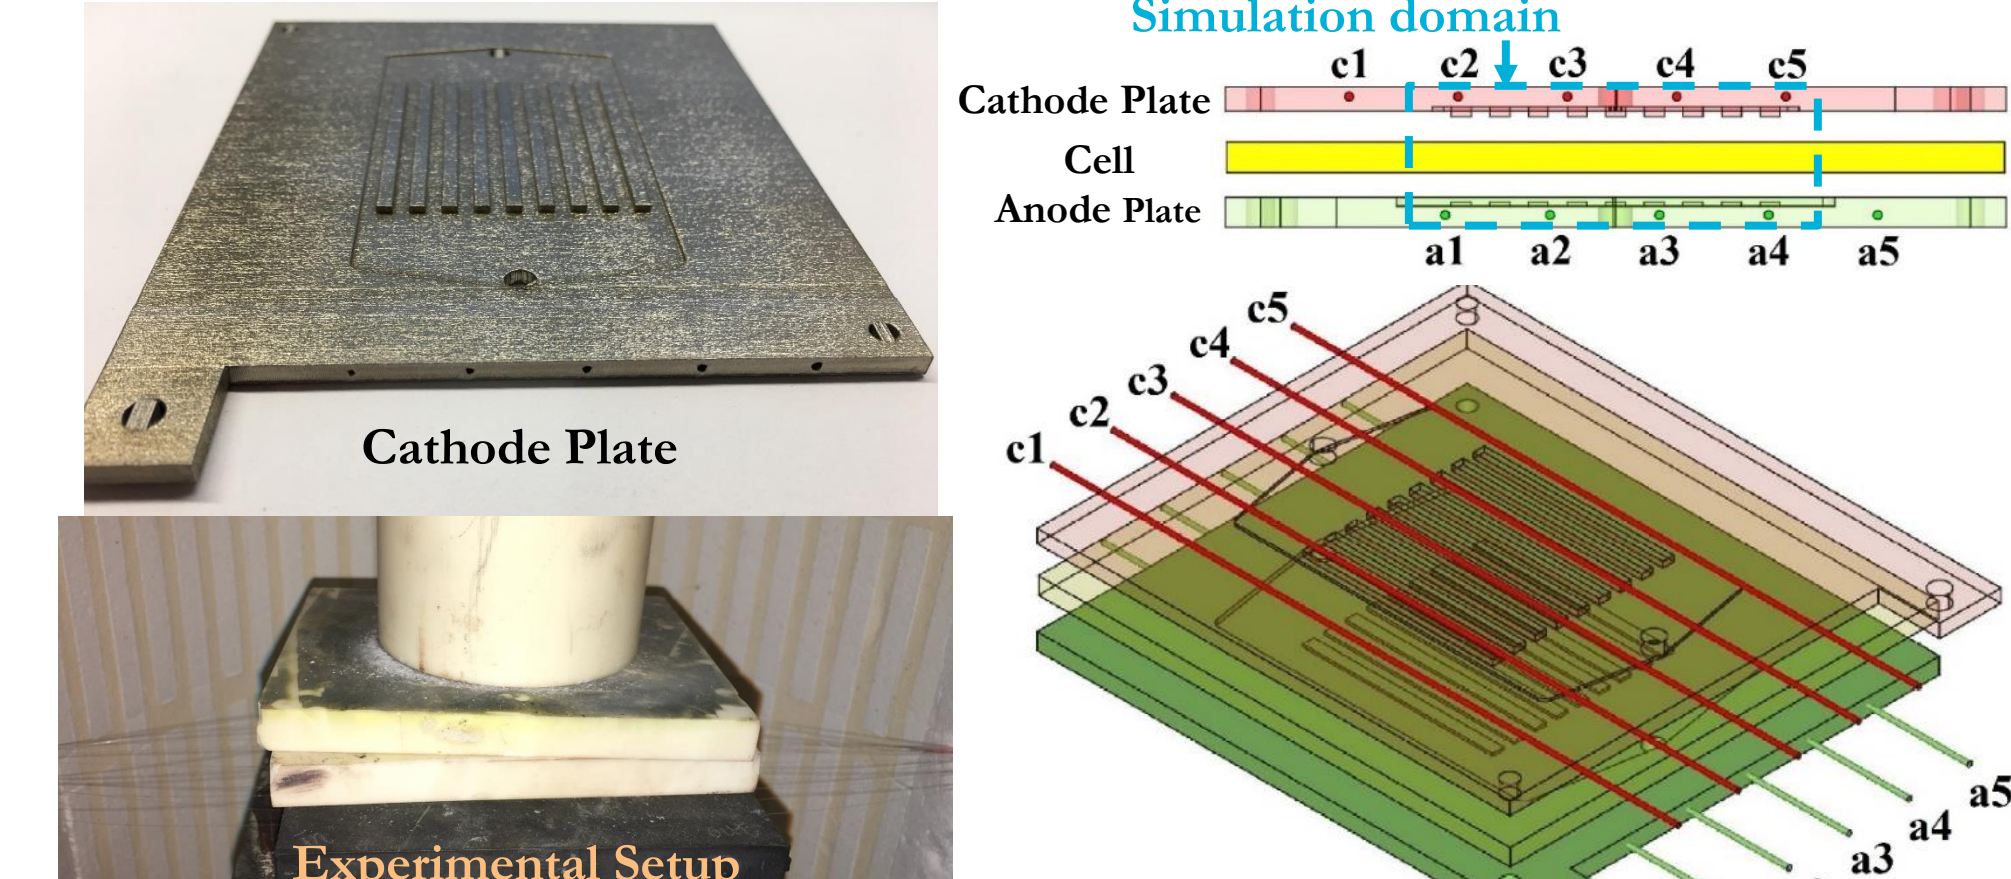 Simulation domain
c1 c2 c3 c4 c5
Cathode Plate
Cell
Anode Plate
a1 a2 a3 a4 a5
Cathode Plate
c5
c4
c3
c2
c1
a5
a4
a3
Experimental Setup